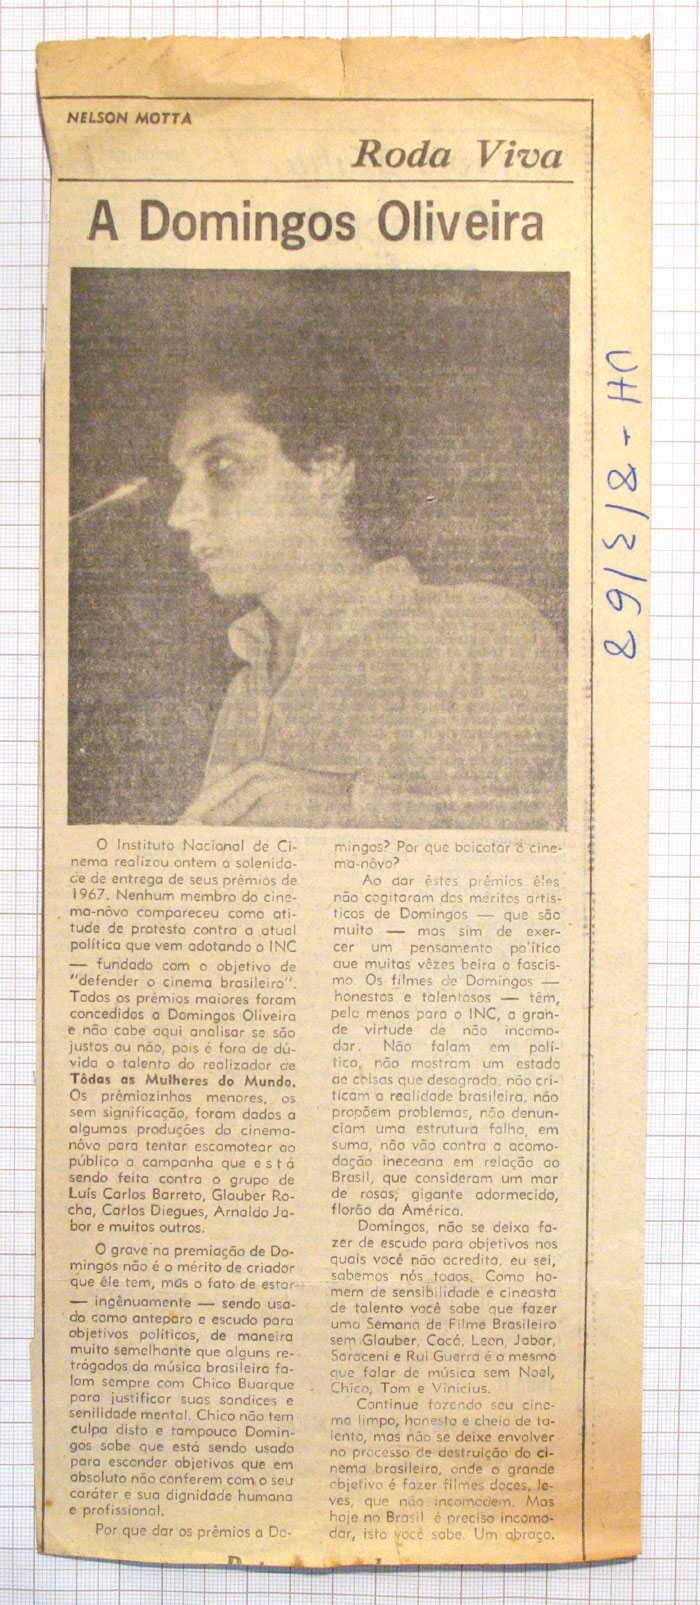 NELSON MOTTA
Roda Viva
A Domingos Oliveira
UH - 8/3/68
O Instituto Nacional de Ci-
nema realizou ontem a solenida-
de de entrega de seus prêmios de
1967. Nenhum membro do cine-
ma-nôvo compareceu como ati-
tude de protesto contra a atual
política que vem adotando o INC
— fundado com o objetivo de
"defender o cinema brasileiro".
Todos os prêmios maiores foram
concedidos a Domingos Oliveira
e não cabe aqui analisar se são
justos ou não, pois é fora de dú-
vida o talento do realizador de
Tôdas as Mulheres do Mundo.
Os prêmiozinhos menores, os
sem significação, foram dados a
algumas produções do cinema-
nôvo para tentar escamotear ao
público a campanha que está
sendo feita contra o grupo de
Luís Carlos Barreto, Glauber Ro-
cha, Carlos Diegues, Arnaldo Ja-
bor e muitos outros.
O grave na premiação de Do-
mingos não é o mérito de criador
que êle tem, mas o fato de estar
— ingênuamente — sendo usa-
do como anteparo e escudo para
objetivos políticos, de maneira
muito semelhante que alguns re-
trógados da música brasileira fa-
lam sempre com Chico Buarque
para justificar suas sandices e
senilidade mental. Chico não tem
culpa disto e tampouco Domin-
gos sabe que está sendo usado
para esconder objetivos que em
absoluto não conferem com o seu
caráter e sua dignidade humana
e profissional.
Por que dar os prêmios a Do-
mingos? Por que boicotar o cine-
ma-nôvo?
Ao dar êstes prêmios êles
não cogitaram dos méritos artís-
ticos de Domingos — que são
muito — mas sim de exer-
cer um pensamento político
que muitas vêzes beira o fascis-
mo. Os filmes de Domingos —
honestos e talentosos — têm,
pelo menos para o INC, a gran-
de virtude de não incomo-
dar. Não falam em polí-
tica, não mostram um estado
de coisas que desagrada, não cri-
ticam a realidade brasileira, não
propõem problemas, não denun-
ciam uma estrutura falha, em
suma, não vão contra a acomo-
dação ineceana em relação ao
Brasil, que consideram um mar
de rosas, gigante adormecido,
florão da América.
Domingos, não se deixa fa-
zer de escudo para objetivos nos
quais você não acredita, eu sei,
sabemos nós todos. Como ho-
mem de sensibilidade e cineasta
de talento você sabe que fazer
uma Semana de Filme Brasileiro
sem Glauber, Cacá, Leon, Jabor,
Saraceni e Rui Guerra é o mesmo
que falar de música sem Noel,
Chico, Tom e Vinícius.
Continue fazendo seu cine-
ma limpo, honesto e cheio de ta-
lento, mas não se deixe envolver
no processo de destruição do ci-
nema brasileiro, onde o grande
objetivo é fazer filmes doces, le-
ves, que não incomodem. Mas
hoje no Brasil é preciso incomo-
dar, isto você sabe. Um abraço.